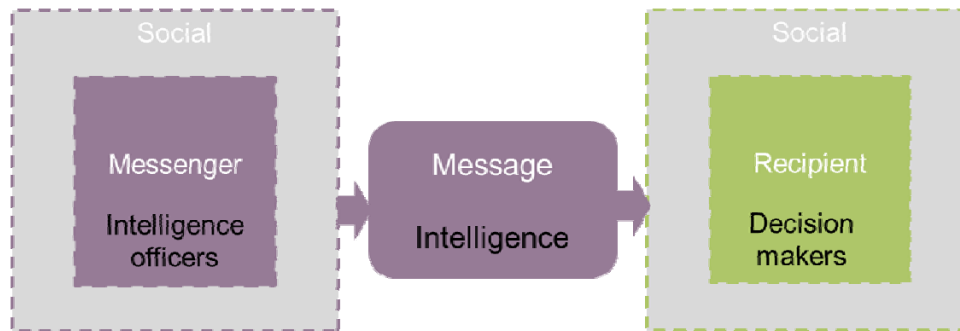 Social
Messenger
Intelligence
officers
Message
Intelligence
Social
Recipient
Decision
makers